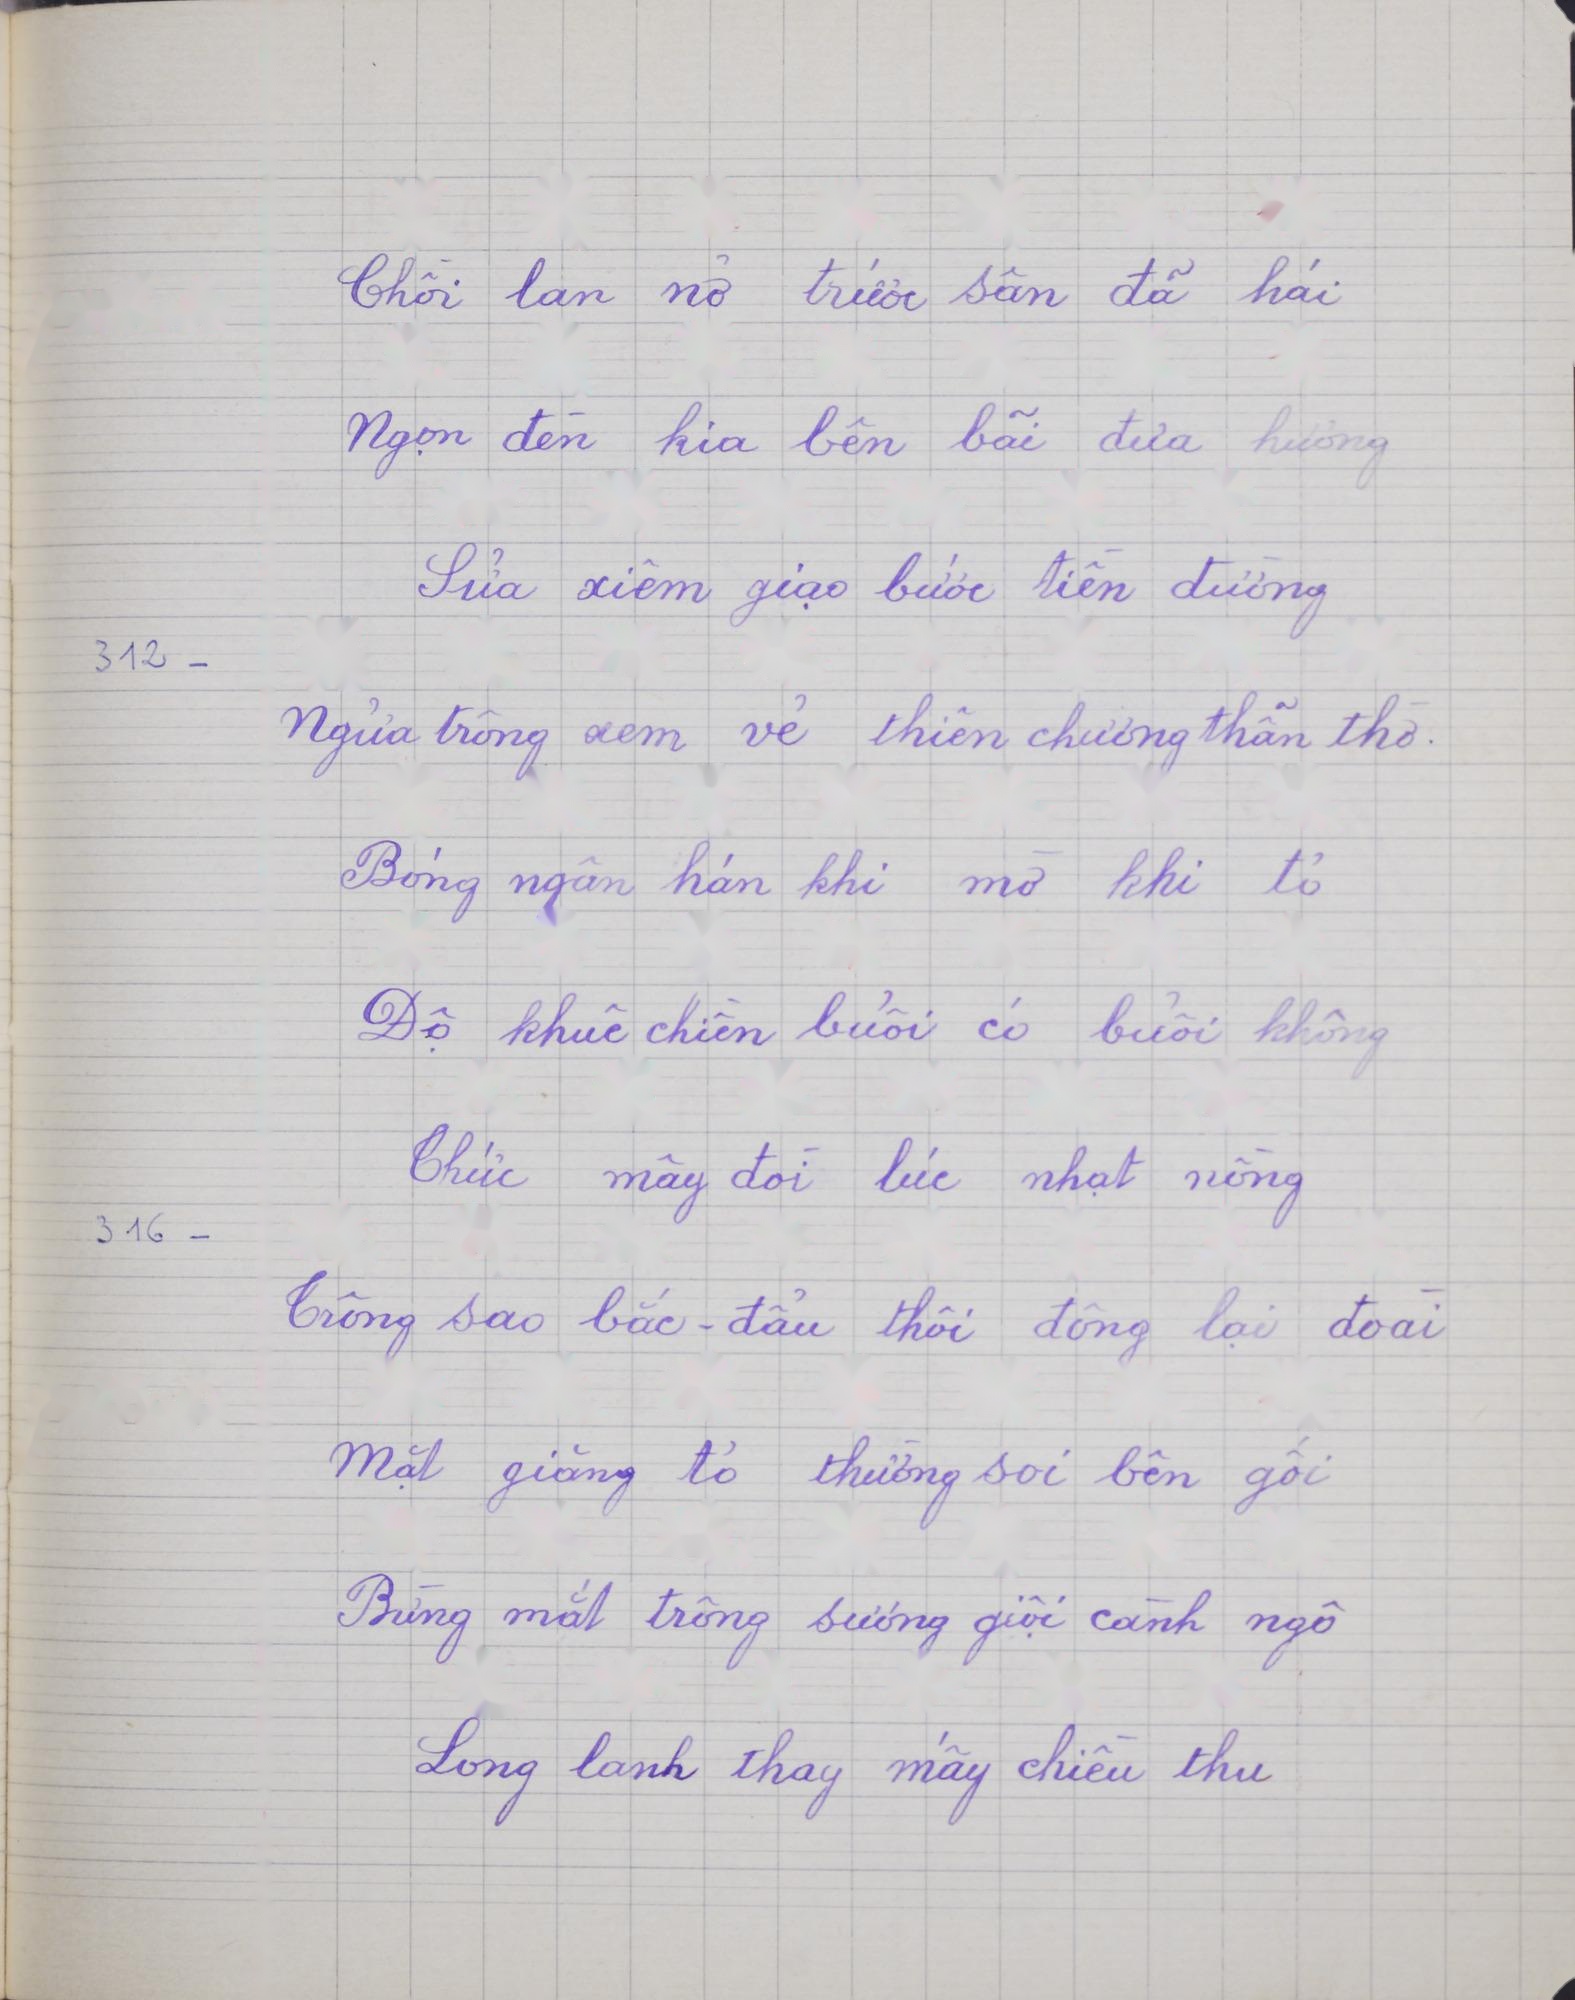 Chồi lan nở trước sân đã hái
Ngọn đèn kia bên bãi đưa hương
Sửa xiêm giạo bước tiền đường
312 -
Ngửa trông xem vẻ thiên chương thẫn thờ.
Bóng ngân hán khi mờ khi tỏ
Độ khuê chiền buổi có buổi không
Thức mây đòi lúc nhạt nồng
316 -
Trông sao bắc-đẩu thôi đông lại đoài
Mặt giăng tỏ thường soi bên gối
Bừng mắt trông sương giội cành ngô
Long lanh thay mấy chiều thu